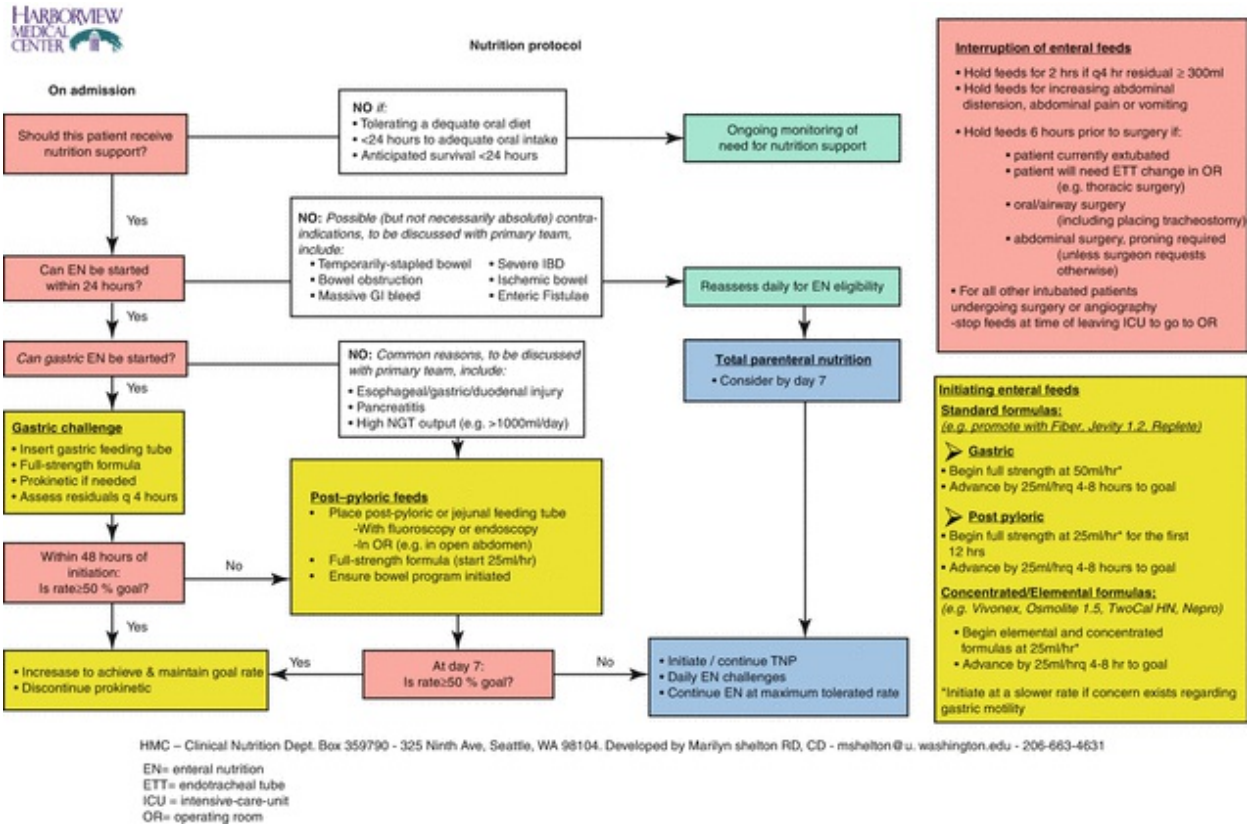 HARBORVIEW
MEDICAL
CENTER
Nutrition protocol
On admission
Should this patient receive
nutrition support?
NO if:
• Tolerating a dequate oral diet
• <24 hours to adequate oral intake
• Anticipated survival <24 hours
Ongoing monitoring of
need for nutrition support
Yes
Can EN be started
within 24 hours?
NO: Possible (but not necessarily absolute) contra-
indications, to be discussed with primary team,
include:
• Temporarily-stapled bowel
• Bowel obstruction
• Massive GI bleed
• Severe IBD
• Ischemic bowel
• Enteric Fistulae
Reassess daily for EN eligibility
Yes
Can gastric EN be started?
NO: Common reasons, to be discussed
with primary team, include:
• Esophageal/gastric/duodenal injury
• Pancreatitis
• High NGT output (e.g. >1000ml/day)
Total parenteral nutrition
• Consider by day 7
Yes
Gastric challenge
• Insert gastric feeding tube
• Full-strength formula
• Prokinetic if needed
• Assess residuals q 4 hours
Post–pyloric feeds
• Place post-pyloric or jejunal feeding tube
-With fluoroscopy or endoscopy
-In OR (e.g. in open abdomen)
• Full-strength formula (start 25ml/hr)
• Ensure bowel program initiated
Within 48 hours of
initiation:
Is rate≥50 % goal?
No
Yes
• Increase to achieve & maintain goal rate
• Discontinue prokinetic
Yes
At day 7:
Is rate≥50 % goal?
No
• Initiate / continue TNP
• Daily EN challenges
• Continue EN at maximum tolerated rate
Interruption of enteral feeds
• Hold feeds for 2 hrs if q4 hr residual ≥ 300ml
• Hold feeds for increasing abdominal
distension, abdominal pain or vomiting
• Hold feeds 6 hours prior to surgery if:
• patient currently extubated
• patient will need ETT change in OR
(e.g. thoracic surgery)
• oral/airway surgery
(including placing tracheostomy)
• abdominal surgery, proning required
(unless surgeon requests
otherwise)
• For all other intubated patients
undergoing surgery or angiography
-stop feeds at time of leaving ICU to go to OR
Initiating enteral feeds
Standard formulas:
(e.g. promote with Fiber, Jevity 1.2, Replete)
➢ Gastric
• Begin full strength at 50ml/hr*
• Advance by 25ml/hrq 4-8 hours to goal
➢ Post pyloric
• Begin full strength at 25ml/hr* for the first
12 hrs
• Advance by 25ml/hrq 4-8 hours to goal
Concentrated/Elemental formulas:
(e.g. Vivonex, Osmolite 1.5, TwoCal HN, Nepro)
• Begin elemental and concentrated
formulas at 25ml/hr*
• Advance by 25ml/hrq 4-8 hr to goal
*Initiate at a slower rate if concern exists regarding
gastric motility
HMC – Clinical Nutrition Dept. Box 359790 - 325 Ninth Ave, Seattle, WA 98104. Developed by Marilyn shelton RD, CD - mshelton@u. washington.edu - 206-663-4631
EN= enteral nutrition
ETT= endotracheal tube
ICU = intensive-care-unit
OR= operating room